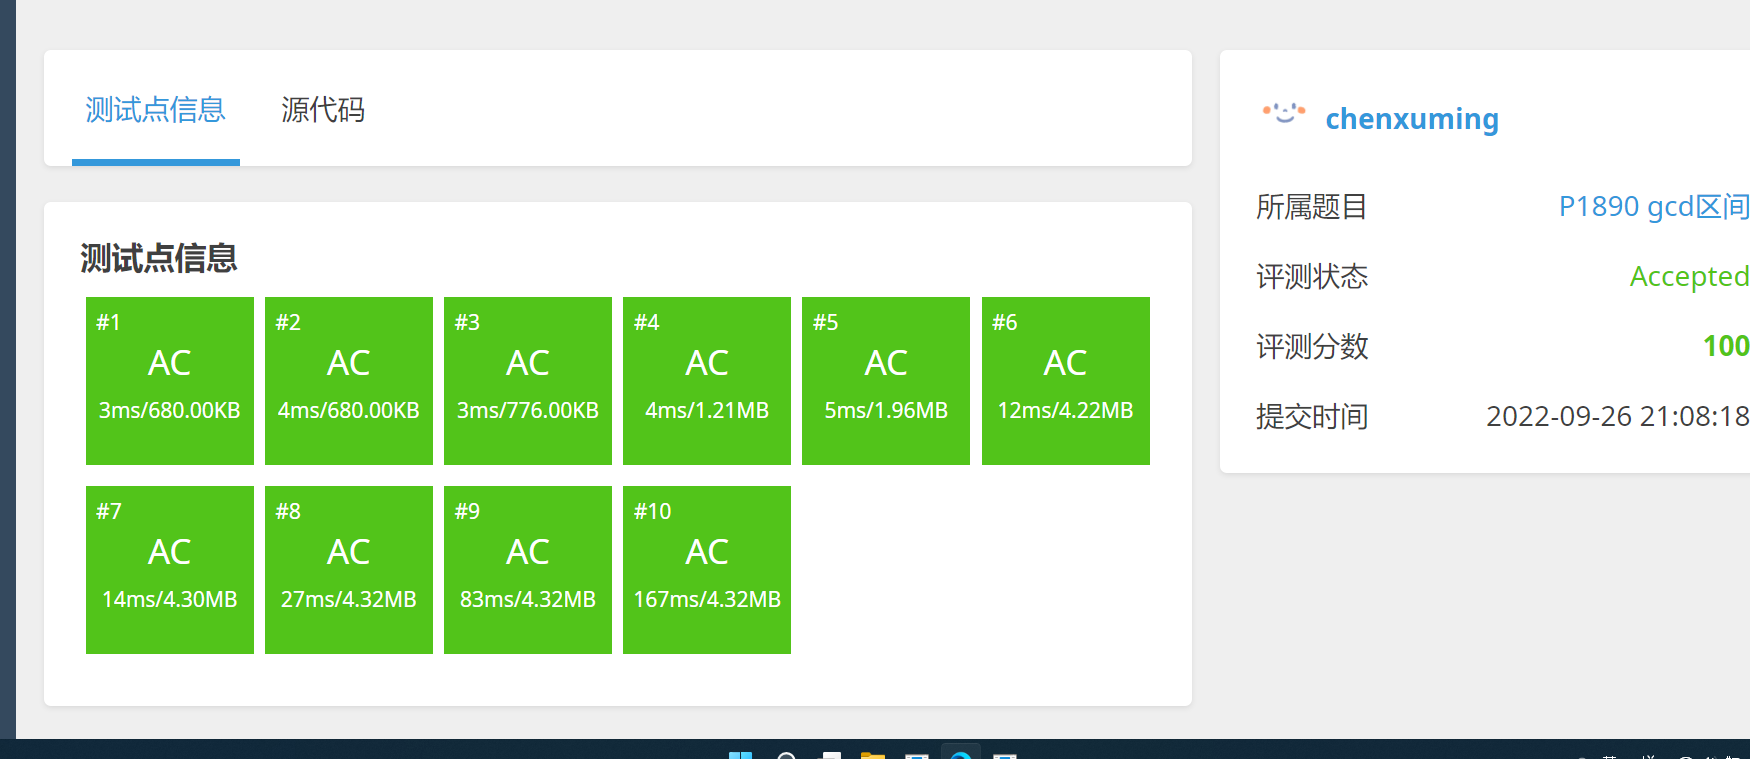 测试点信息 源代码
测试点信息
#1 #2 #3 #4 #5 #6
AC AC AC AC AC AC
3ms/680.00KB 4ms/680.00KB 3ms/776.00KB 4ms/1.21MB 5ms/1.96MB 12ms/4.22MB
#7 #8 #9 #10
AC AC AC AC
14ms/4.30MB 27ms/4.32MB 83ms/4.32MB 167ms/4.32MB
chenxuming
所属题目 P1890 gcd区间
评测状态 Accepted
评测分数 100
提交时间 2022-09-26 21:08:18